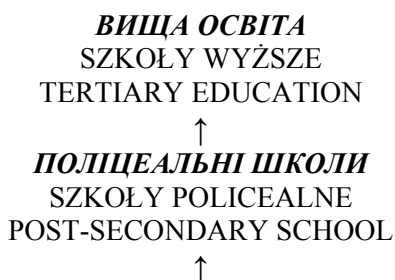 ВИЩА ОСВІТА
SZKOŁY WYŻSZE
TERTIARY EDUCATION
↑
ПОЛІЦЕАЛЬНІ ШКОЛИ
SZKOŁY POLICEALNE
POST-SECONDARY SCHOOL
↑